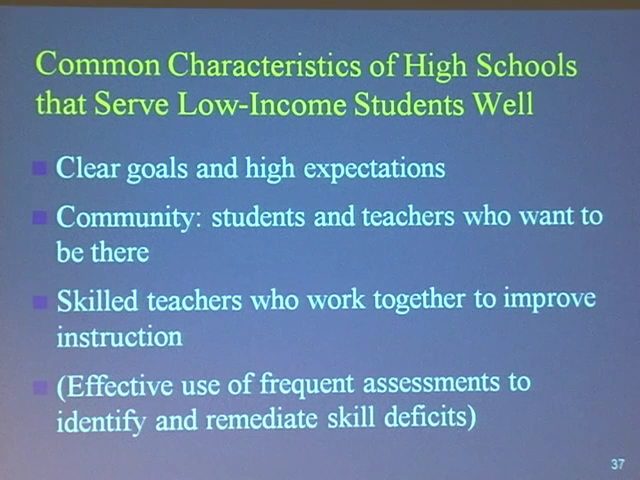 Common Characteristics of High Schools
that Serve Low-Income Students Well
Clear goals and high expectations
Community: students and teachers who want to
be there
Skilled teachers who work together to improve
instruction
(Effective use of frequent assessments to
identify and remediate skill deficits)
37